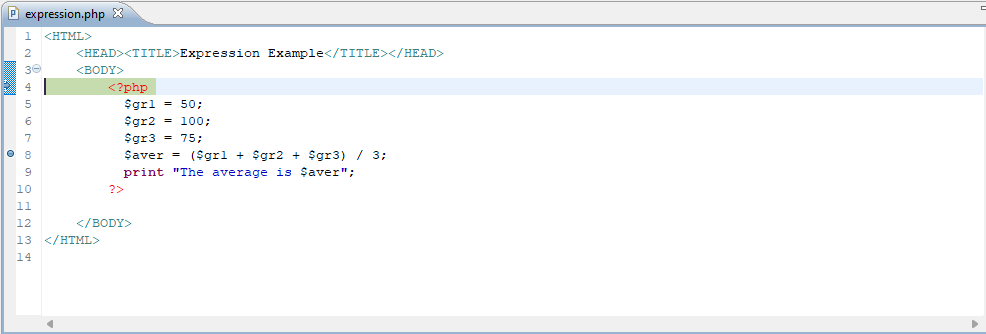 expression.php
1 <HTML>
2 <HEAD><TITLE>Expression Example</TITLE></HEAD>
3 <BODY>
4 <?php
5 $gr1 = 50;
6 $gr2 = 100;
7 $gr3 = 75;
8 $aver = ($gr1 + $gr2 + $gr3) / 3;
9 print "The average is $aver";
10 ?>
11
12 </BODY>
13 </HTML>
14